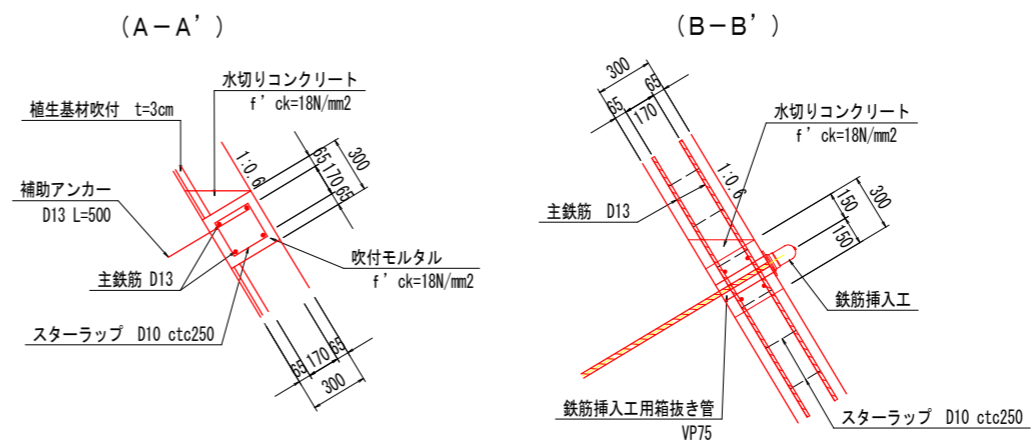 (A-A')
水切りコンクリート
f'ck=18N/mm2
植生基材吹付 t=3cm
1:0.6
65
170
65
300
補助アンカー
D13 L=500
主鉄筋 D13
吹付モルタル
f'ck=18N/mm2
スターラップ D10 ctc250
65
170
65
300
(B-B')
300
65
170
65
水切りコンクリート
f'ck=18N/mm2
1:0.6
主鉄筋 D13
150
150
300
鉄筋挿入工
鉄筋挿入工用箱抜き管
VP75
スターラップ D10 ctc250